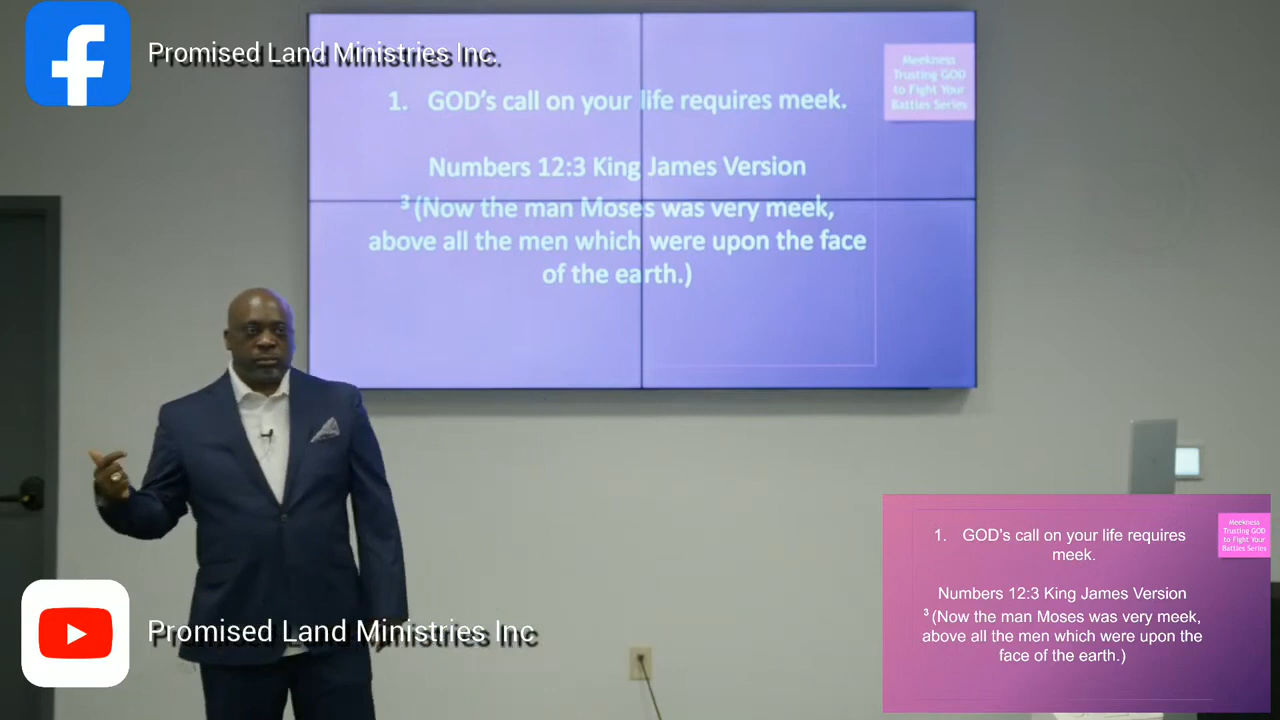 Promised Land Ministries Inc.
1. GOD's call on your life requires meek.
Numbers 12:3 King James Version
3 (Now the man Moses was very meek,
above all the men which were upon the face
of the earth.)
Meekness
Trusting GOD
to Fight Your
Battles Series
Promised Land Ministries Inc
1. GOD's call on your life requires
meek.
Numbers 12:3 King James Version
3 (Now the man Moses was very meek,
above all the men which were upon the
face of the earth.)
Meekness
Trusting GOD
to Fight Your
Battles Series